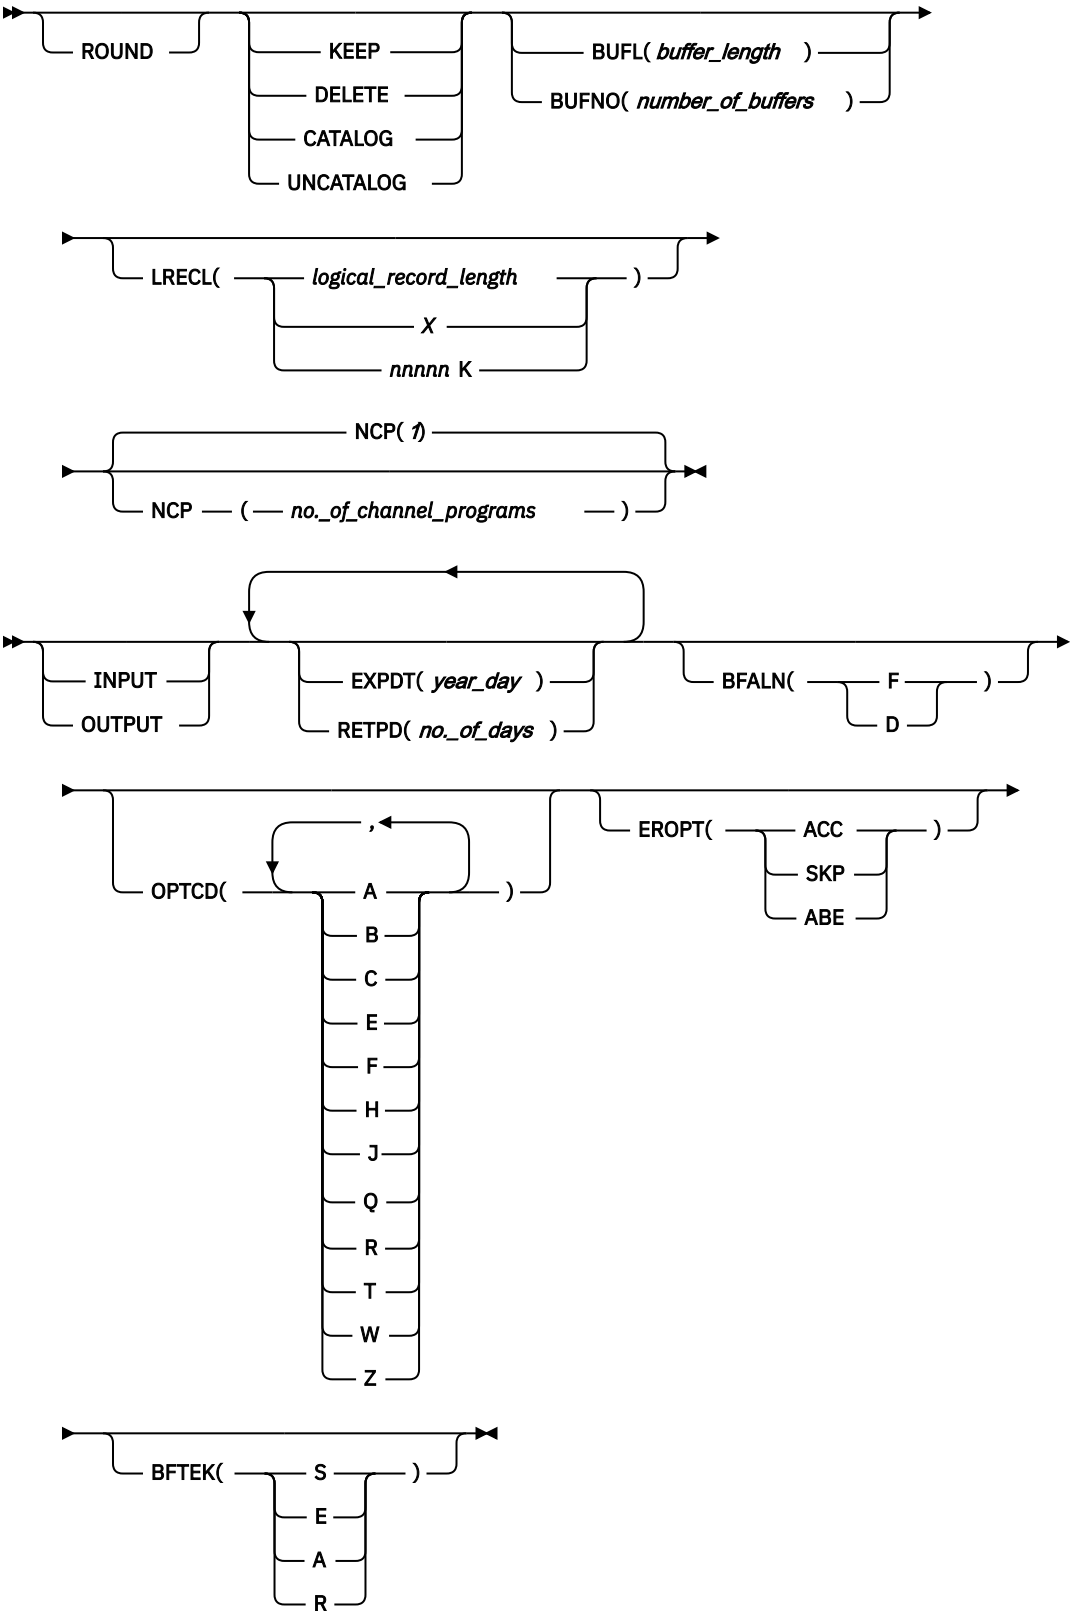 ROUND
KEEP
DELETE
CATALOG
UNCATALOG
BUFL( buffer_length )
BUFNO( number_of_buffers )
LRECL( logical_record_length )
X
nnnnn K
NCP( 1)
NCP ( no._of_channel_programs )
INPUT
OUTPUT
EXPDT( year_day )
RETPD( no._of_days )
BFALN( F )
D
OPTCD(
,
A )
B
C
E
F
H
J
Q
R
T
W
Z
EROPT( ACC )
SKP
ABE
BFTEK( S )
E
A
R